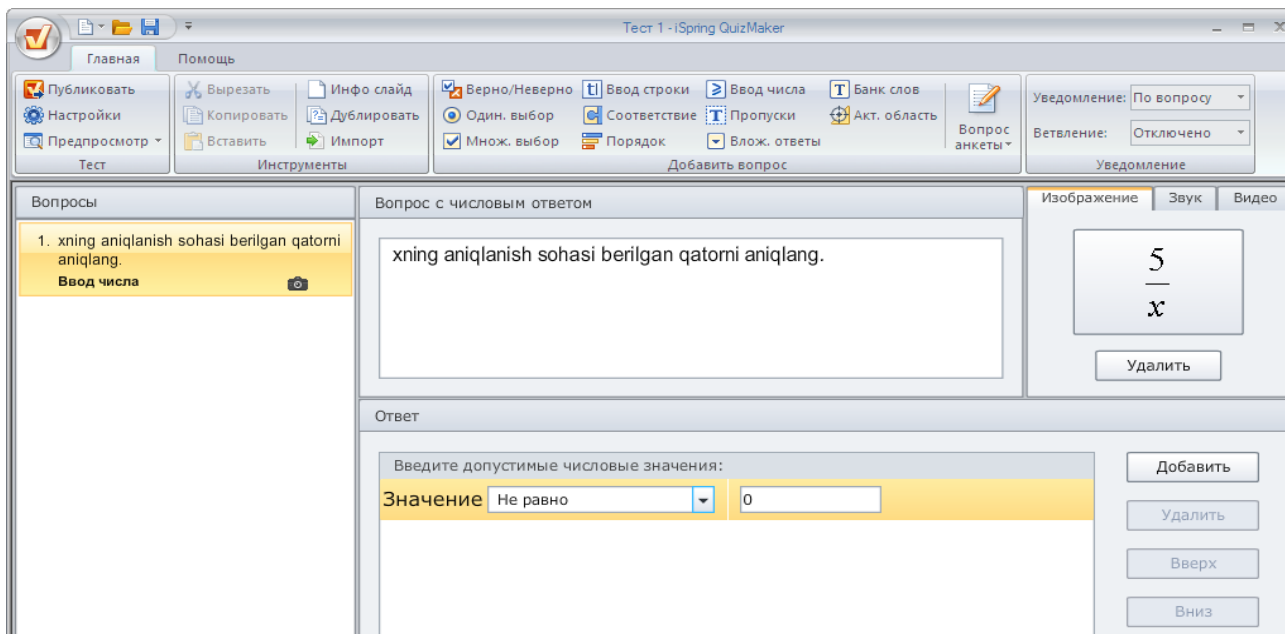 Тест 1 - iSpring QuizMaker
Главная Помощь
Публиковать Вырезать Инфо слайд Верно/Неверно Ввод строки Ввод числа Банк слов
Настройки Копировать Дублировать Один. выбор Соответствие Пропуски Акт. область
Предпросмотр Вставить Импорт Множ. выбор Порядок Влож. ответы
Вопрос анкеты
Уведомление: По вопросу
Ветвление: Отключено
Тест Инструменты Добавить вопрос Уведомление
Вопросы
1. xning aniqlanish sohasi berilgan qatorni
aniqlang.
Ввод числа
Вопрос с числовым ответом
xning aniqlanish sohasi berilgan qatorni aniqlang.
Изображение Звук Видео
5
x
Удалить
Ответ
Введите допустимые числовые значения:
Значение Не равно 0
Добавить
Удалить
Вверх
Вниз